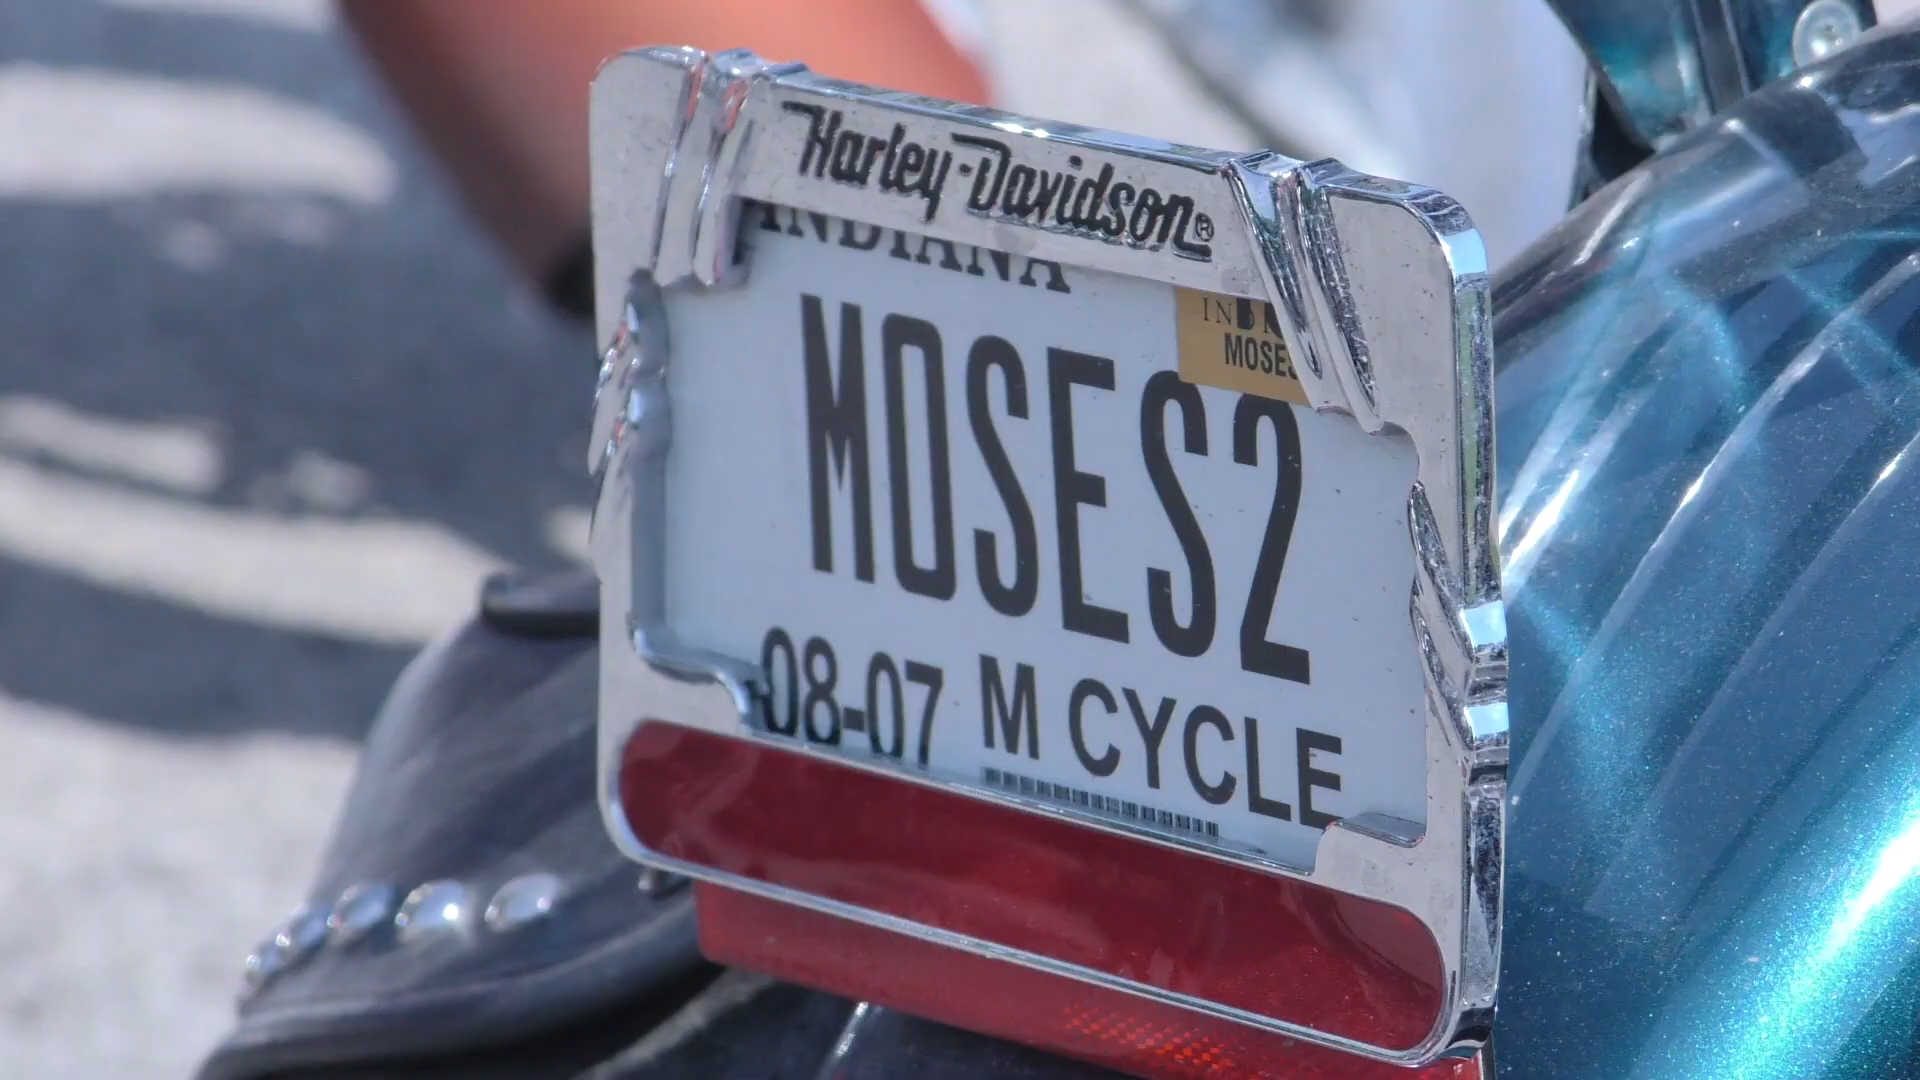 Harley-Davidson®
INDIANA
MOSES
MOSES2
08-07 M CYCLE